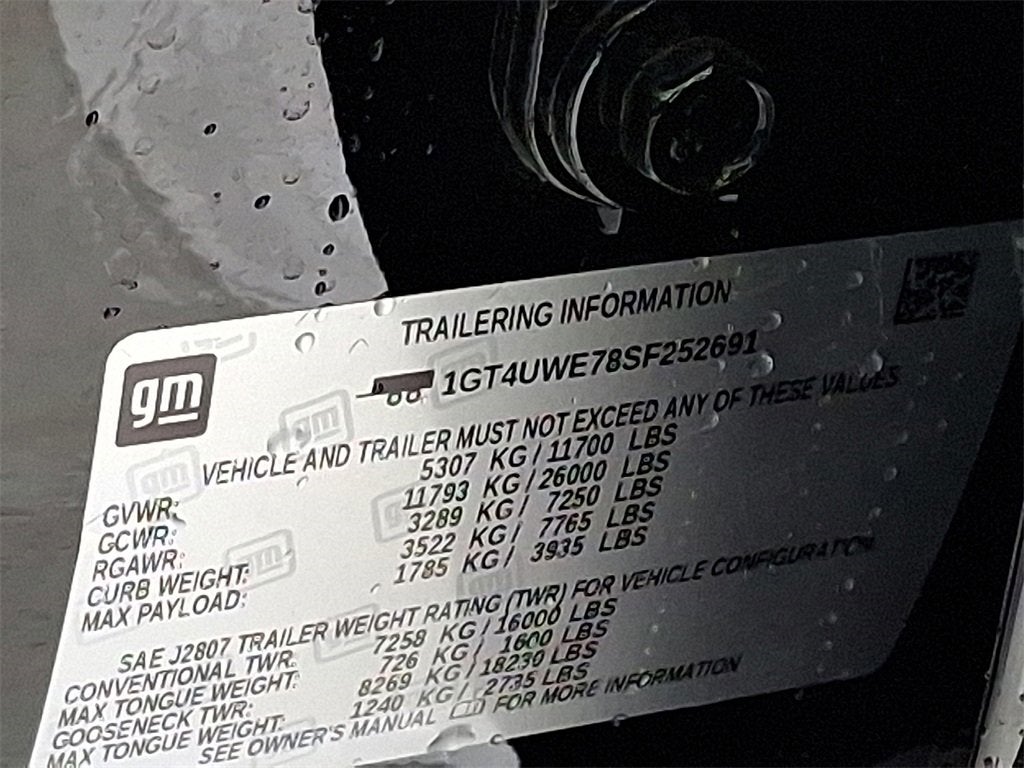 TRAILERING INFORMATION
gm
1GT4UWE78SF252691
VEHICLE AND TRAILER MUST NOT EXCEED ANY OF THESE VALUES
GVWR: 5307 KG / 11700 LBS
GCWR: 11793 KG / 26000 LBS
RGAWR: 3289 KG / 7250 LBS
CURB WEIGHT: 3522 KG / 7765 LBS
MAX PAYLOAD: 1785 KG / 3935 LBS
SAE J2807 TRAILER WEIGHT RATING (TWR) FOR VEHICLE CONFIGURATION
CONVENTIONAL TWR. 7258 KG / 16000 LBS
MAX TONGUE WEIGHT: 726 KG / 1600 LBS
GOOSENECK TWR: 8269 KG / 18230 LBS
MAX TONGUE WEIGHT: 1240 KG / 2735 LBS
SEE OWNER'S MANUAL FOR MORE INFORMATION